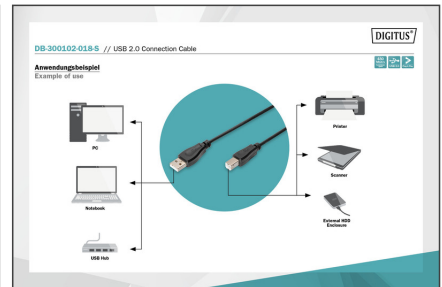 DIGITUS®
DB-300102-018-S // USB 2.0 Connection Cable
Anwendungsbeispiel
Example of use
PC
Notebook
USB Hub
Printer
Scanner
External HDD
Enclosure